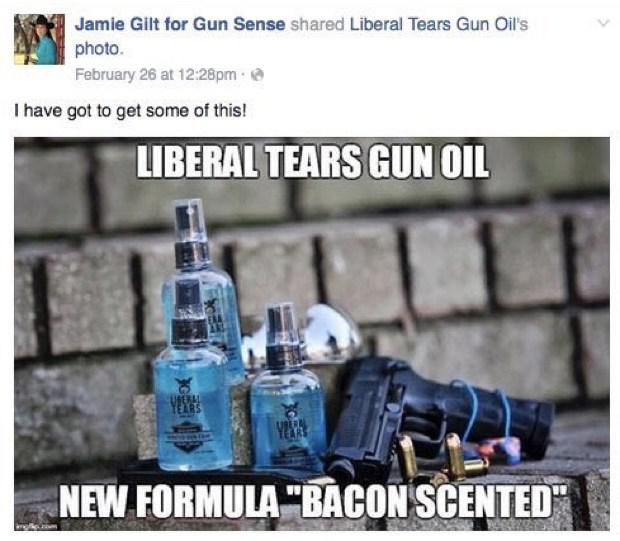 Jamie Gilt for Gun Sense shared Liberal Tears Gun Oil's
photo.
February 26 at 12:28pm ·
I have got to get some of this!
LIBERAL TEARS GUN OIL
LIBERAL
TEARS
LIBERAL
TEARS
NEW FORMULA "BACON SCENTED"
imgflip.com